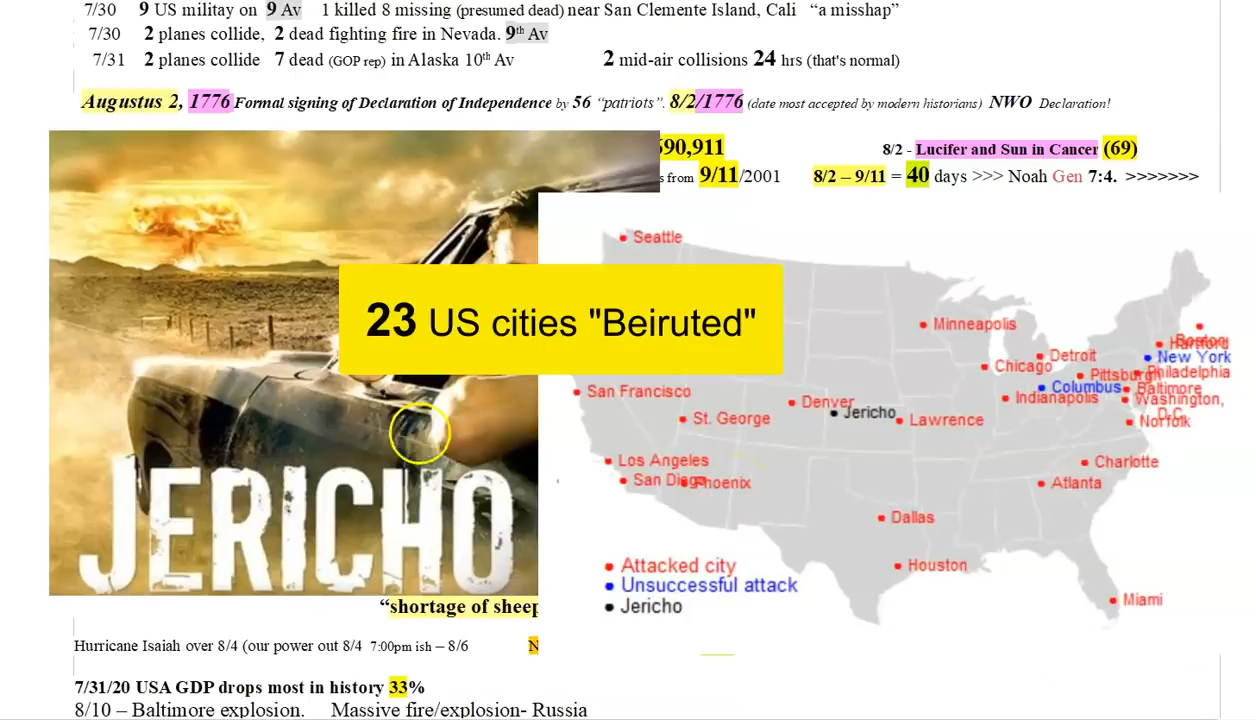 7/30 9 US militay on 9 Av 1 killed 8 missing (presumed dead) near San Clemente Island, Cali “a misshap”
7/30 2 planes collide, 2 dead fighting fire in Nevada. 9th Av
7/31 2 planes collide 7 dead (GOP rep) in Alaska 10th Av 2 mid-air collisions 24 hrs (that's normal)
Augustus 2, 1776 Formal signing of Declaration of Independence by 56 “patriots”. 8/2/1776 (date most accepted by modern historians) NWO Declaration!
90,911 8/2 - Lucifer and Sun in Cancer (69)
s from 9/11/2001 8/2 – 9/11 = 40 days >>> Noah Gen 7:4. >>>>>>>
Seattle
23 US cities "Beiruted"
Minneapolis
Boston
Hartford
Detroit
New York
Chicago
Pittsburgh
Philadelphia
San Francisco
Columbus
Baltimore
Denver
Indianapolis
Washington, D.C.
Jericho
St. George
Lawrence
Norfolk
Los Angeles
Charlotte
San Diego
Phoenix
Atlanta
JERICHO
Dallas
Attacked city
Houston
Unsuccessful attack
Jericho
Miami
“shortage of sheep
Hurricane Isaiah over 8/4 (our power out 8/4 7:00pm ish – 8/6 N
7/31/20 USA GDP drops most in history 33%
8/10 – Baltimore explosion. Massive fire/explosion- Russia